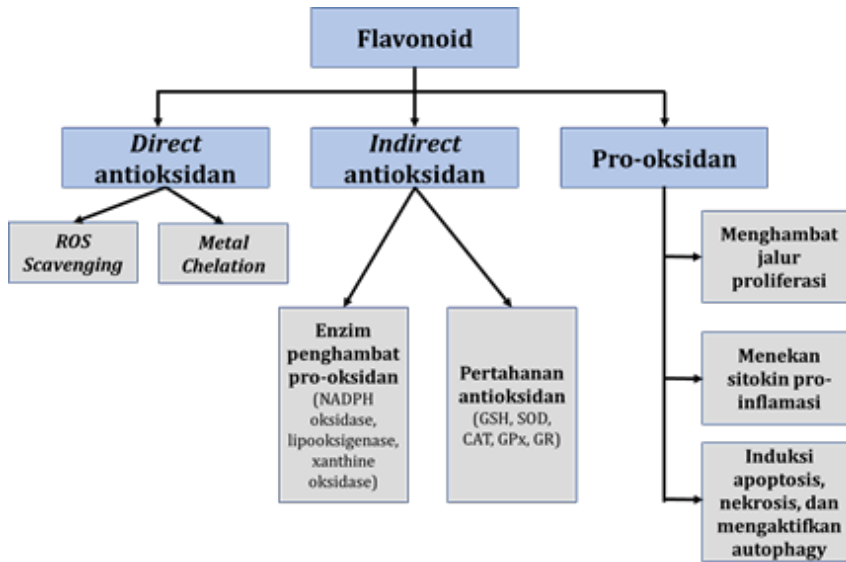 Flavonoid
Direct
antioksidan
Indirect
antioksidan
Pro-oksidan
ROS
Scavenging
Metal
Chelation
Menghambat
jalur
proliferasi
Enzim
penghambat
pro-oksidan
(NADPH
oksidase,
lipooksigenase,
xanthine
oksidase)
Pertahanan
antioksidan
(GSH, SOD,
CAT, GPx, GR)
Menekan
sitokin pro-
inflamasi
Induksi
apoptosis,
nekrosis, dan
mengaktifkan
autophagy